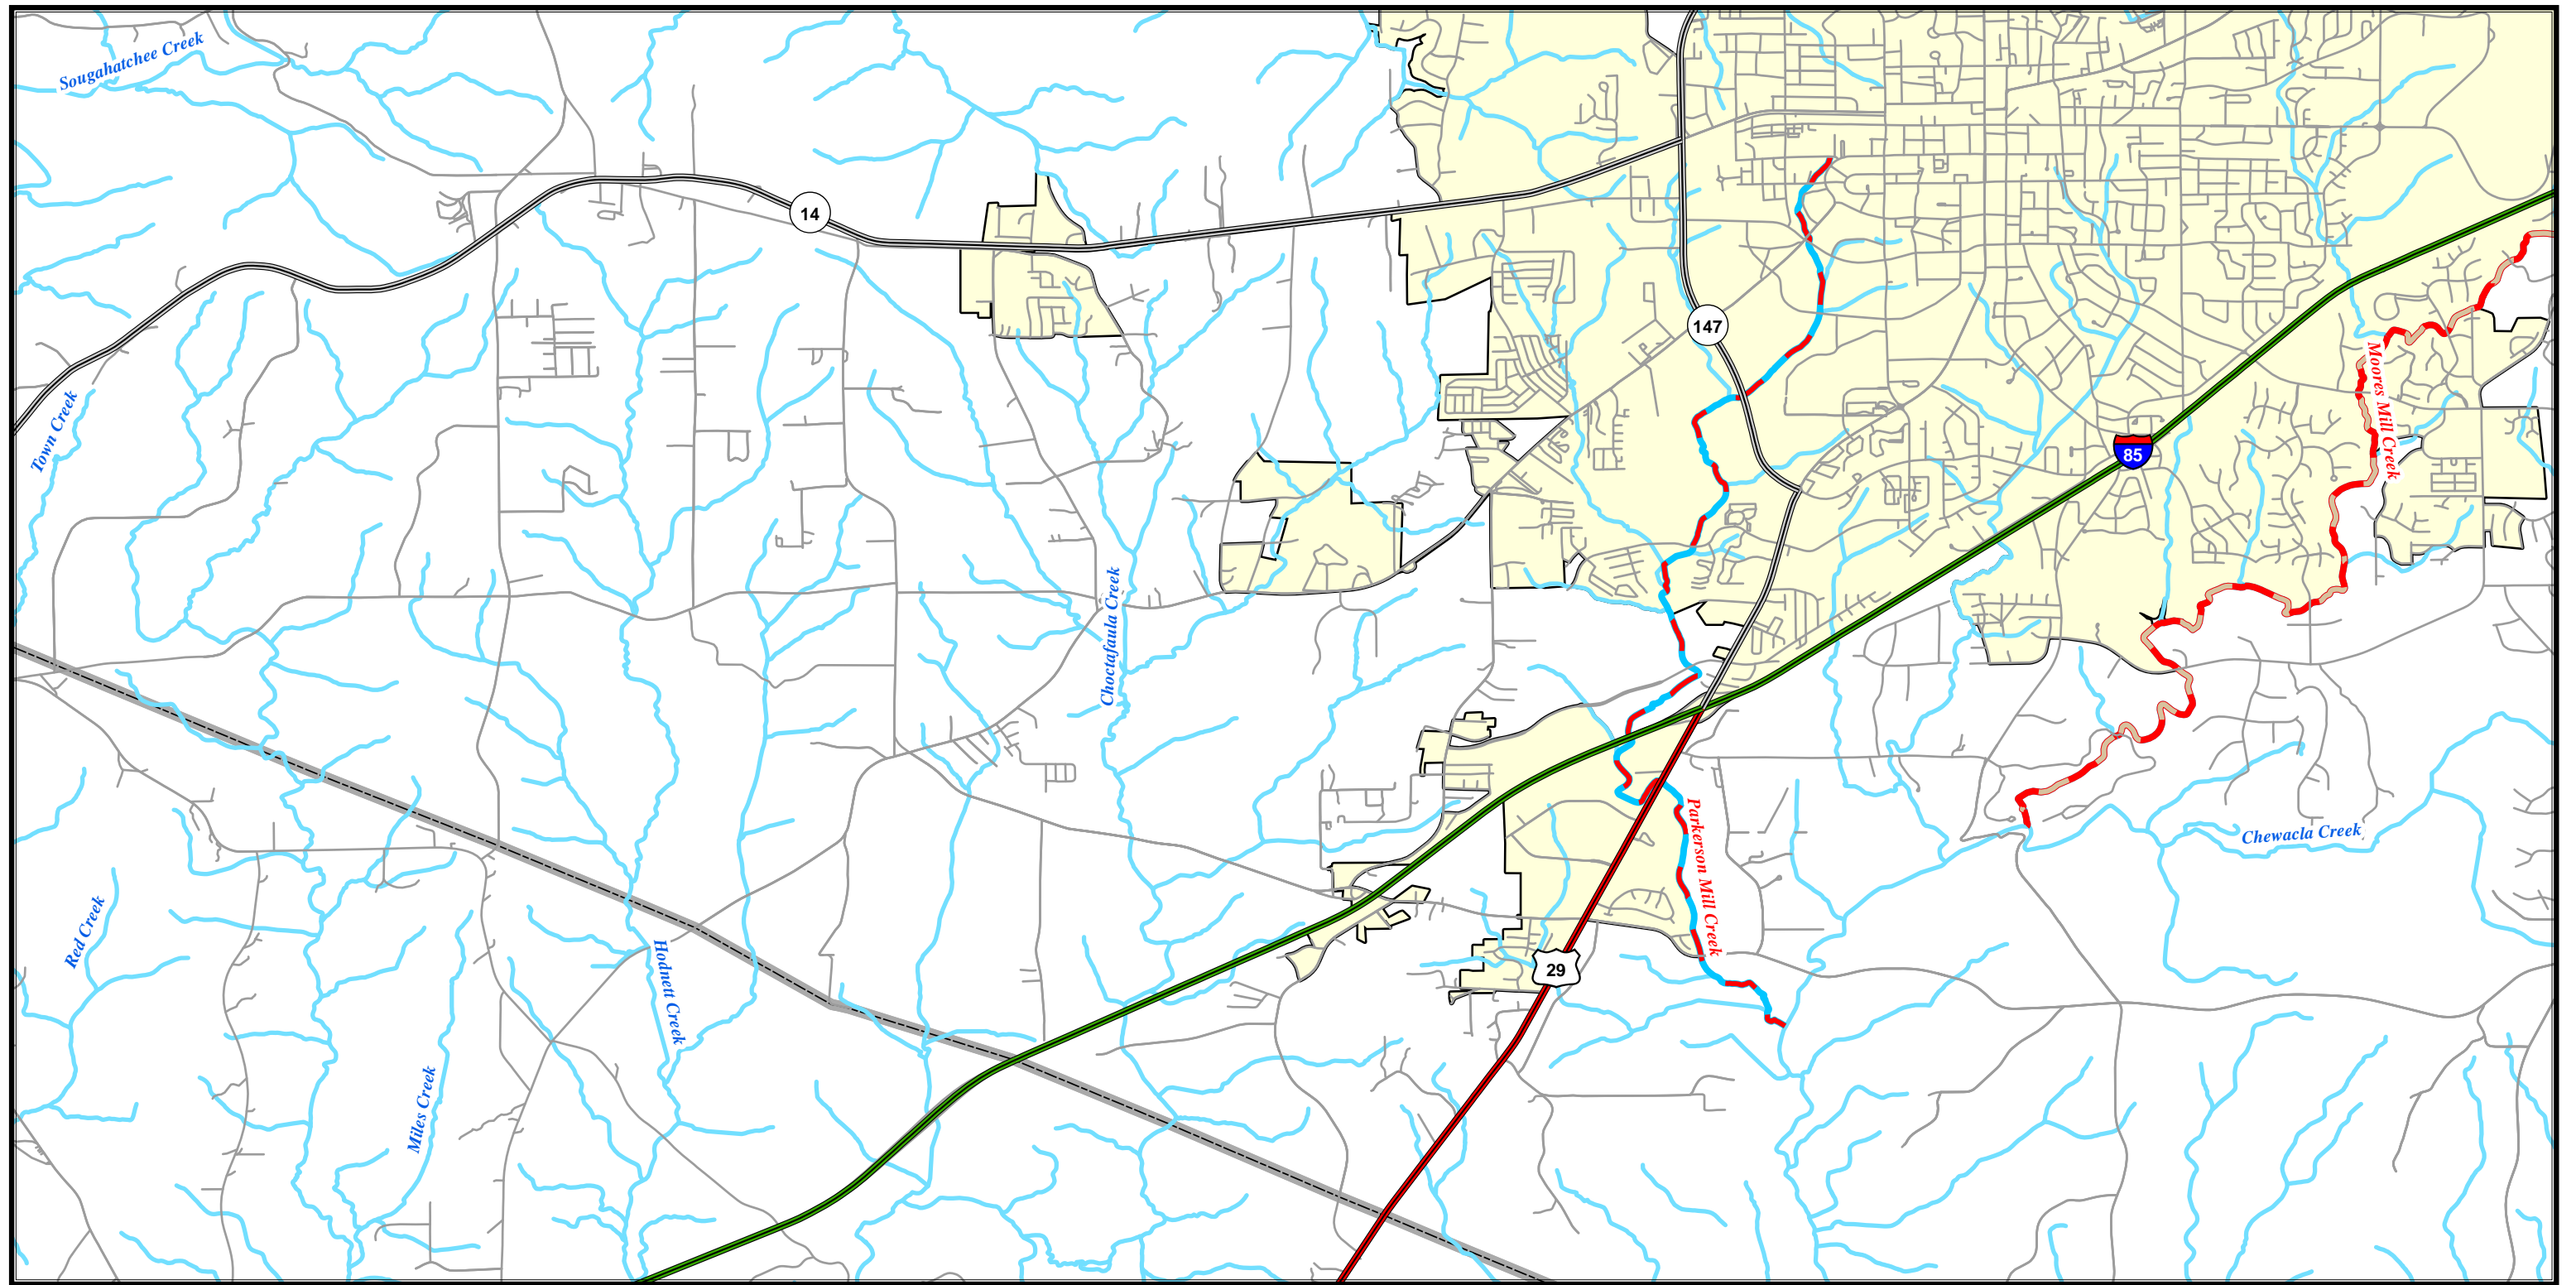 Sougahatchee Creek
14
147
Town Creek
Moores Mill Creek
85
Choctafaula Creek
Parkerson Mill Creek
Chewacla Creek
Red Creek
Hodnett Creek
29
Miles Creek